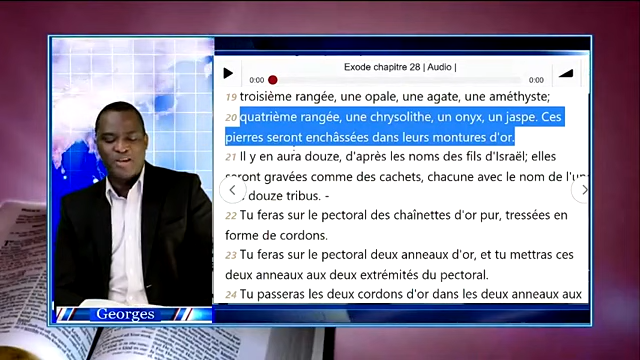 Exode chapitre 28 | Audio |
0:00
0:00
19 troisième rangée, une opale, une agate, une améthyste;
20 quatrième rangée, une chrysolithe, un onyx, un jaspe. Ces
pierres seront enchâssées dans leurs montures d'or.
21 Il y en aura douze, d'après les noms des fils d'Israël; elles
seront gravées comme des cachets, chacune avec le nom de l'un
douze tribus. -
22 Tu feras sur le pectoral des chaînettes d'or pur, tressées en
forme de cordons.
23 Tu feras sur le pectoral deux anneaux d'or, et tu mettras ces
deux anneaux aux deux extrémités du pectoral.
24 Tu passeras les deux cordons d'or dans les deux anneaux aux
Georges